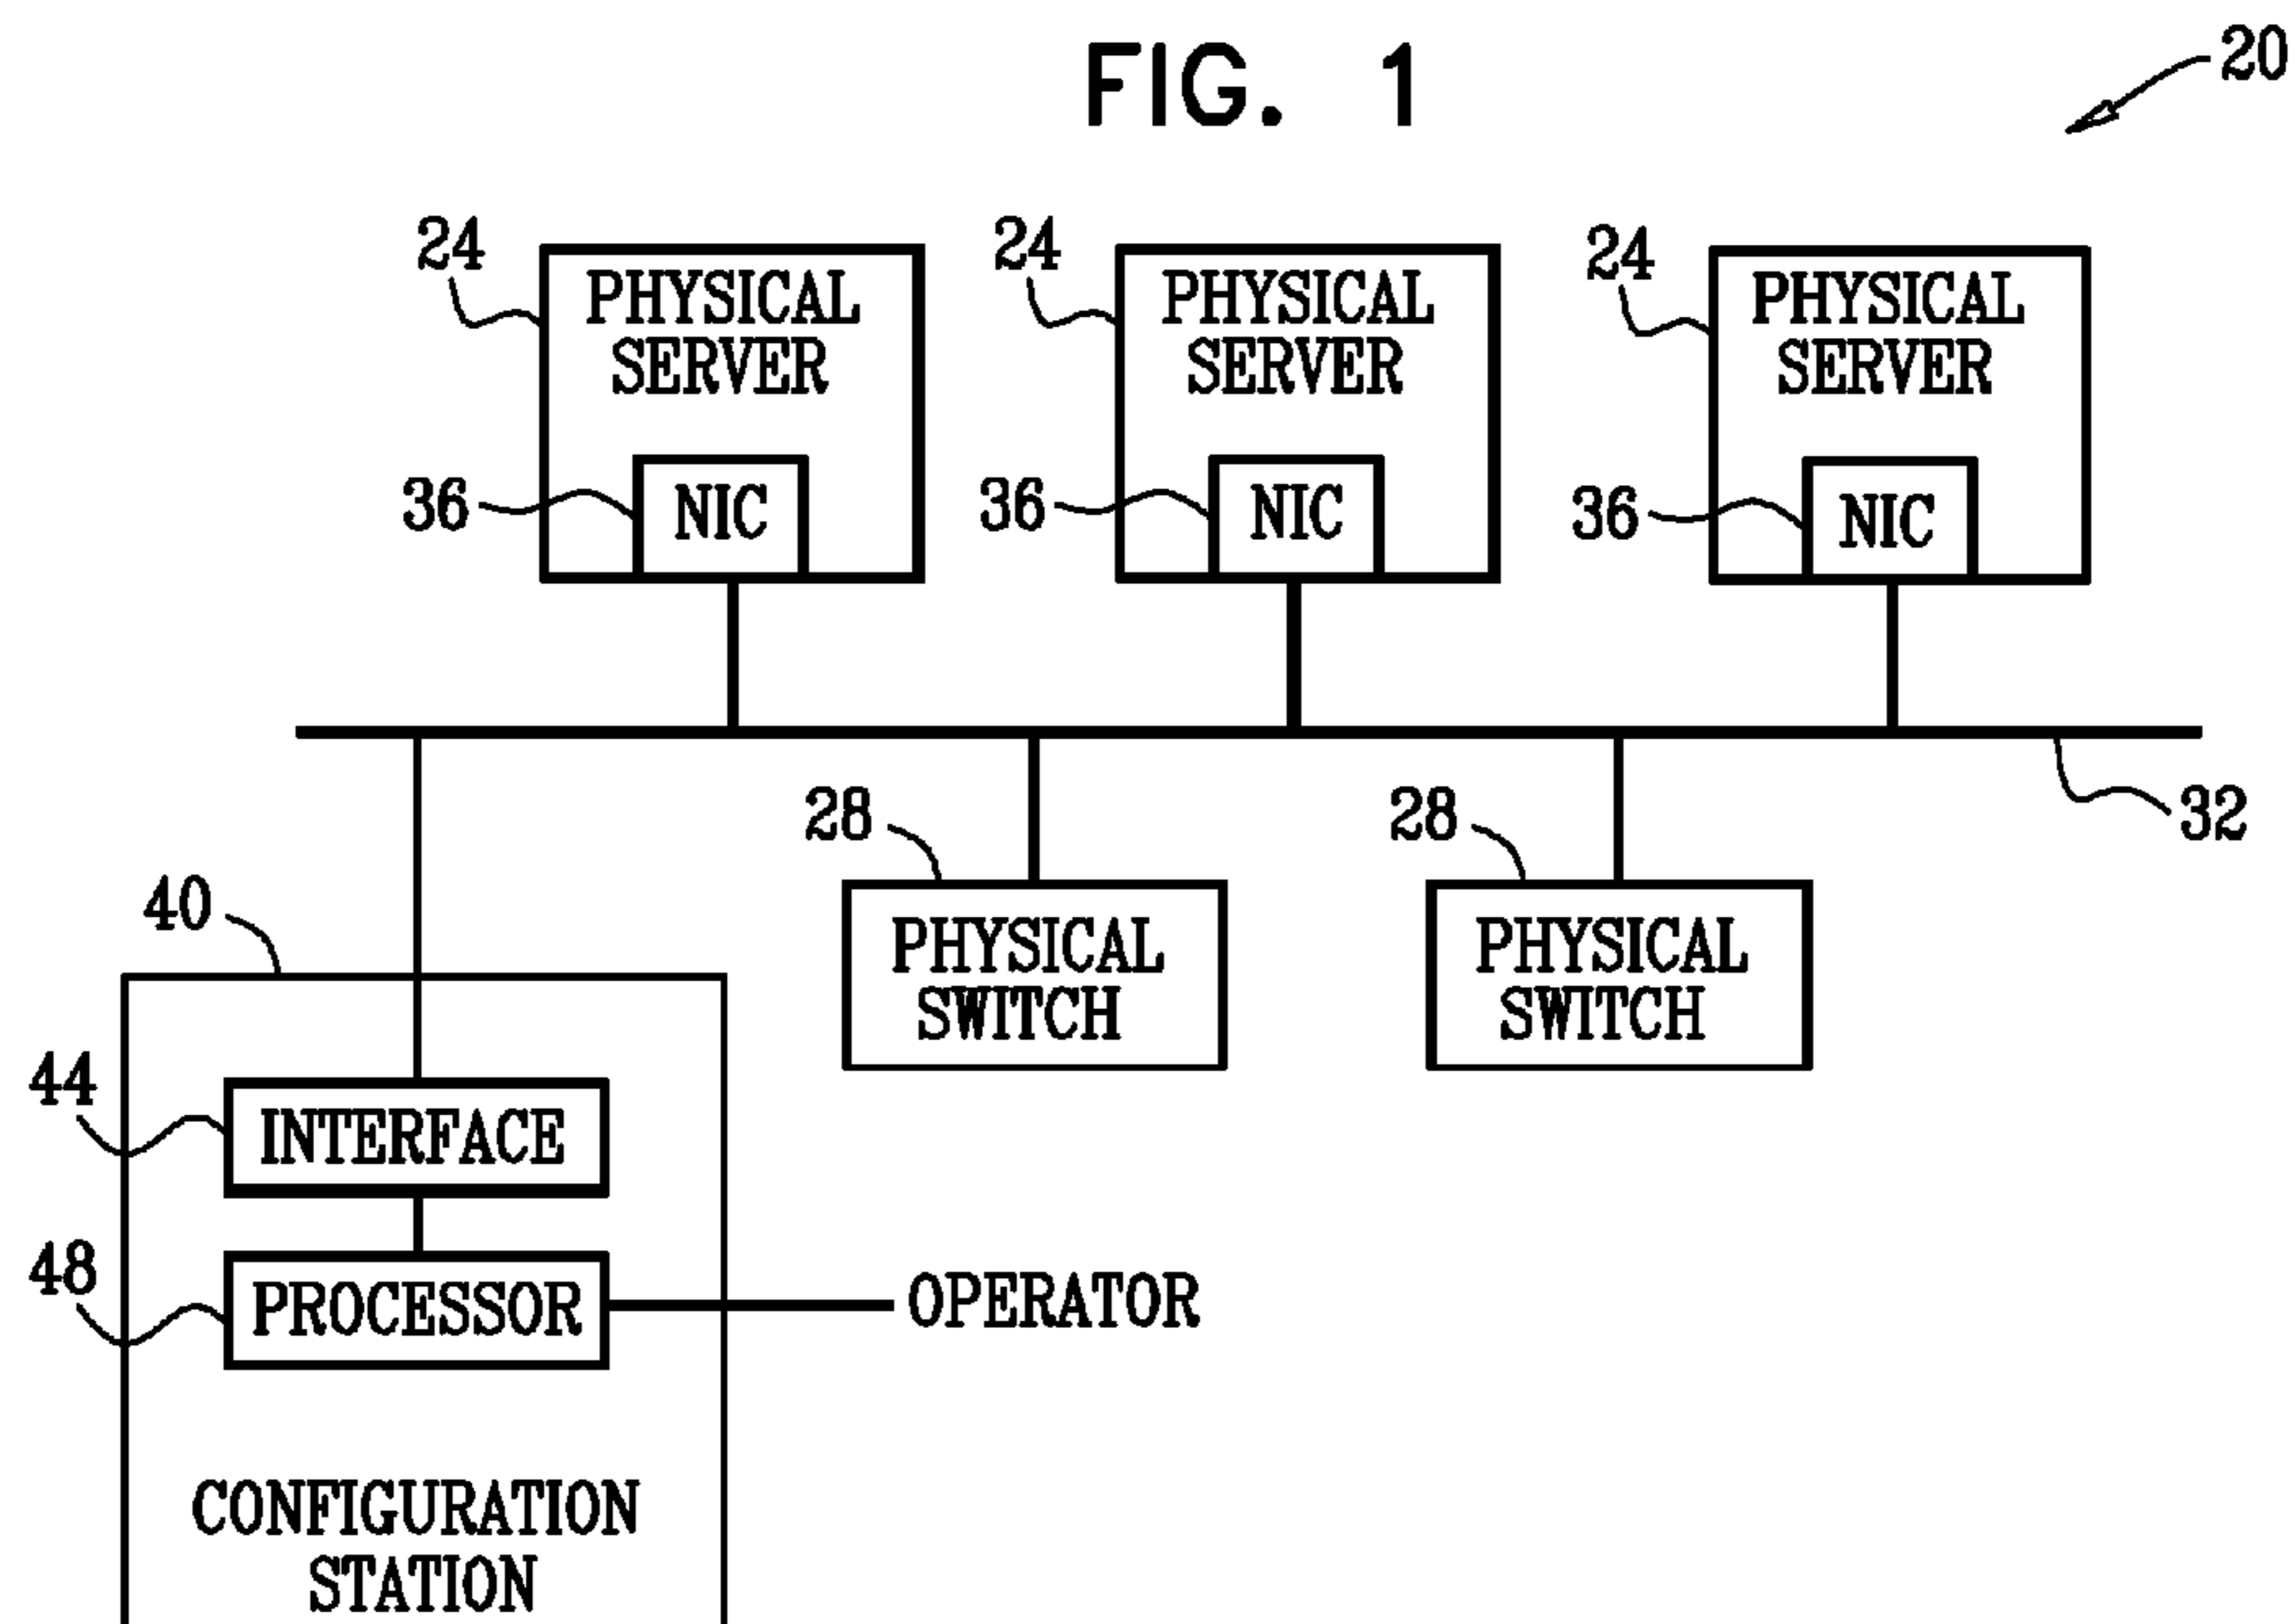 FIG. 1
20
24
PHYSICAL
SERVER
36
NIC
24
PHYSICAL
SERVER
36
NIC
24
PHYSICAL
SERVER
36
NIC
32
28
PHYSICAL
SWITCH
28
PHYSICAL
SWITCH
40
44
INTERFACE
48
PROCESSOR
OPERATOR
CONFIGURATION
STATION